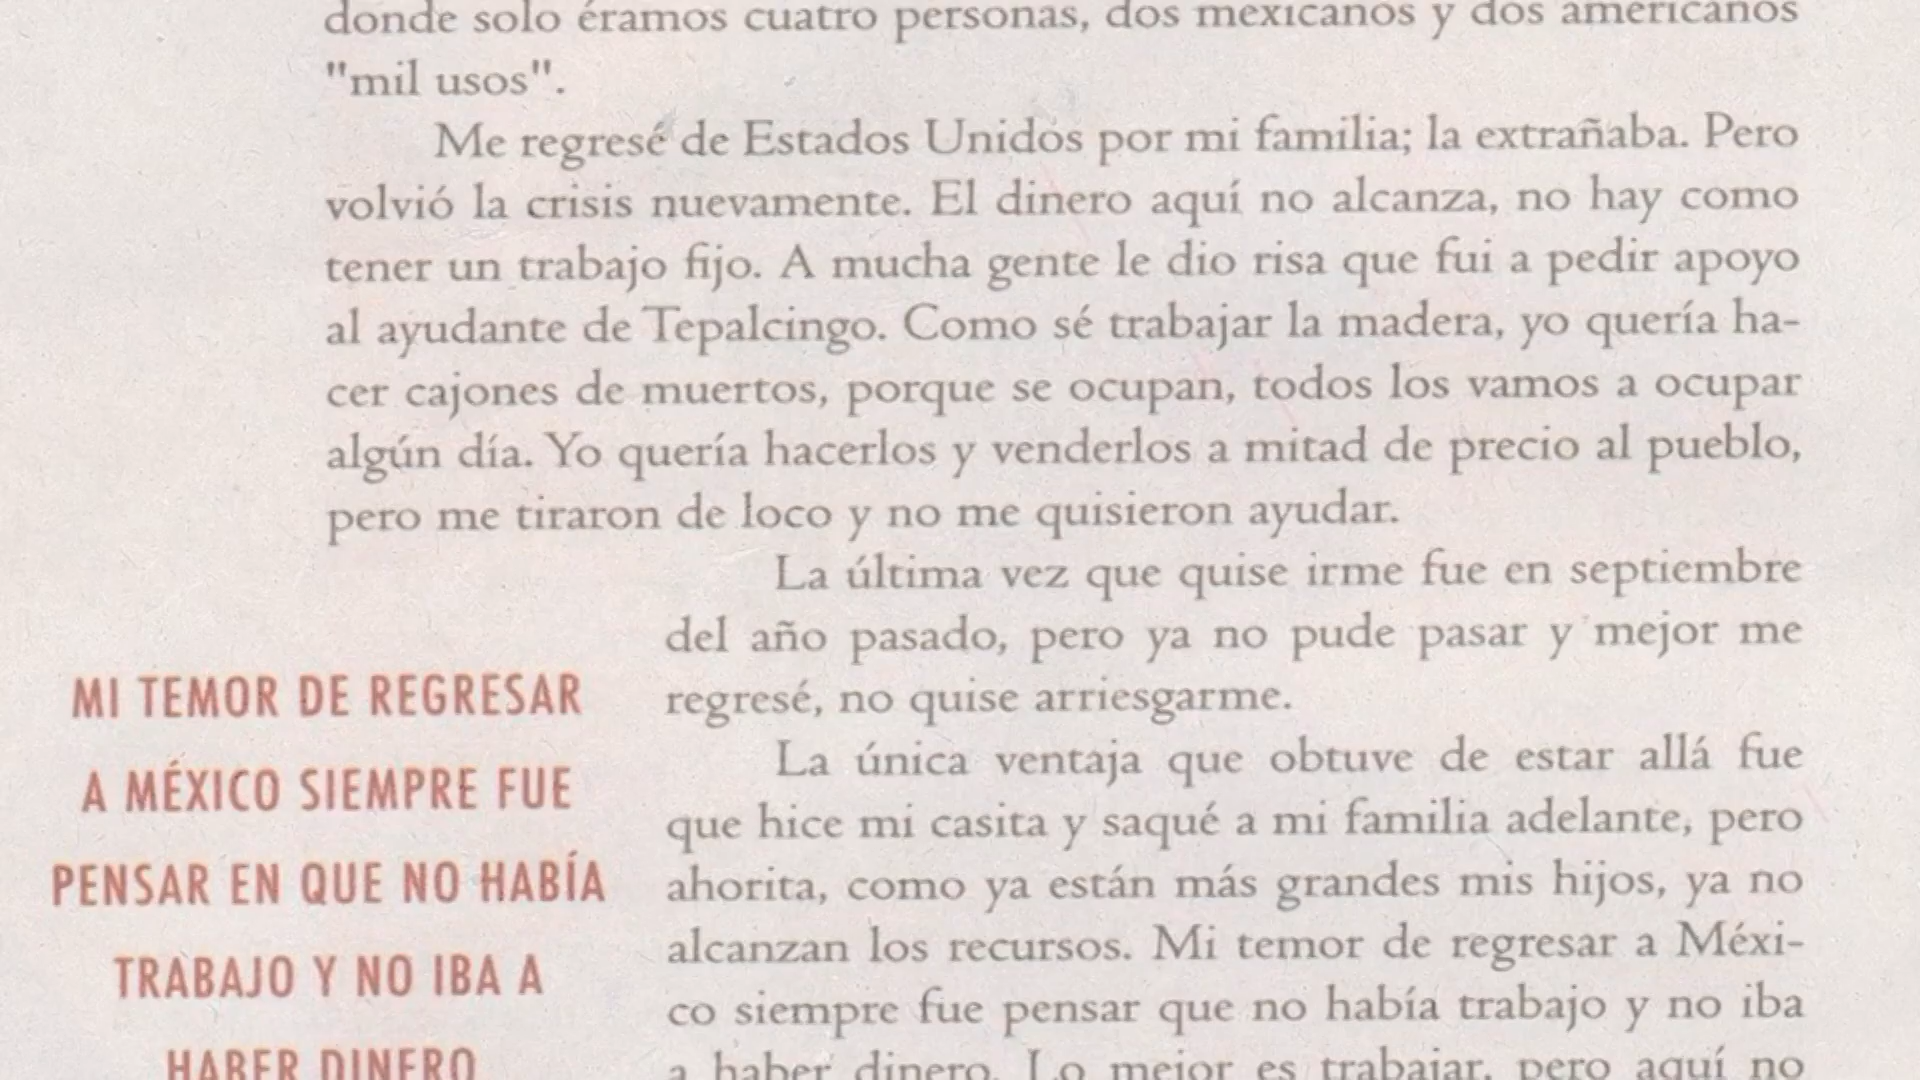 donde solo éramos cuatro personas, dos mexicanos y dos americanos
"mil usos".
Me regresé de Estados Unidos por mi familia; la extrañaba. Pero
volvió la crisis nuevamente. El dinero aquí no alcanza, no hay como
tener un trabajo fijo. A mucha gente le dio risa que fui a pedir apoyo
al ayudante de Tepalcingo. Como sé trabajar la madera, yo quería ha-
cer cajones de muertos, porque se ocupan, todos los vamos a ocupar
algún día. Yo quería hacerlos y venderlos a mitad de precio al pueblo,
pero me tiraron de loco y no me quisieron ayudar.
La última vez que quise irme fue en septiembre
del año pasado, pero ya no pude pasar y mejor me
regresé, no quise arriesgarme.
La única ventaja que obtuve de estar allá fue
que hice mi casita y saqué a mi familia adelante, pero
ahorita, como ya están más grandes mis hijos, ya no
alcanzan los recursos. Mi temor de regresar a Méxi-
co siempre fue pensar que no había trabajo y no iba
a haber dinero. Lo mejor es trabajar, pero aquí no
MI TEMOR DE REGRESAR
A MÉXICO SIEMPRE FUE
PENSAR EN QUE NO HABÍA
TRABAJO Y NO IBA A
HABER DINERO